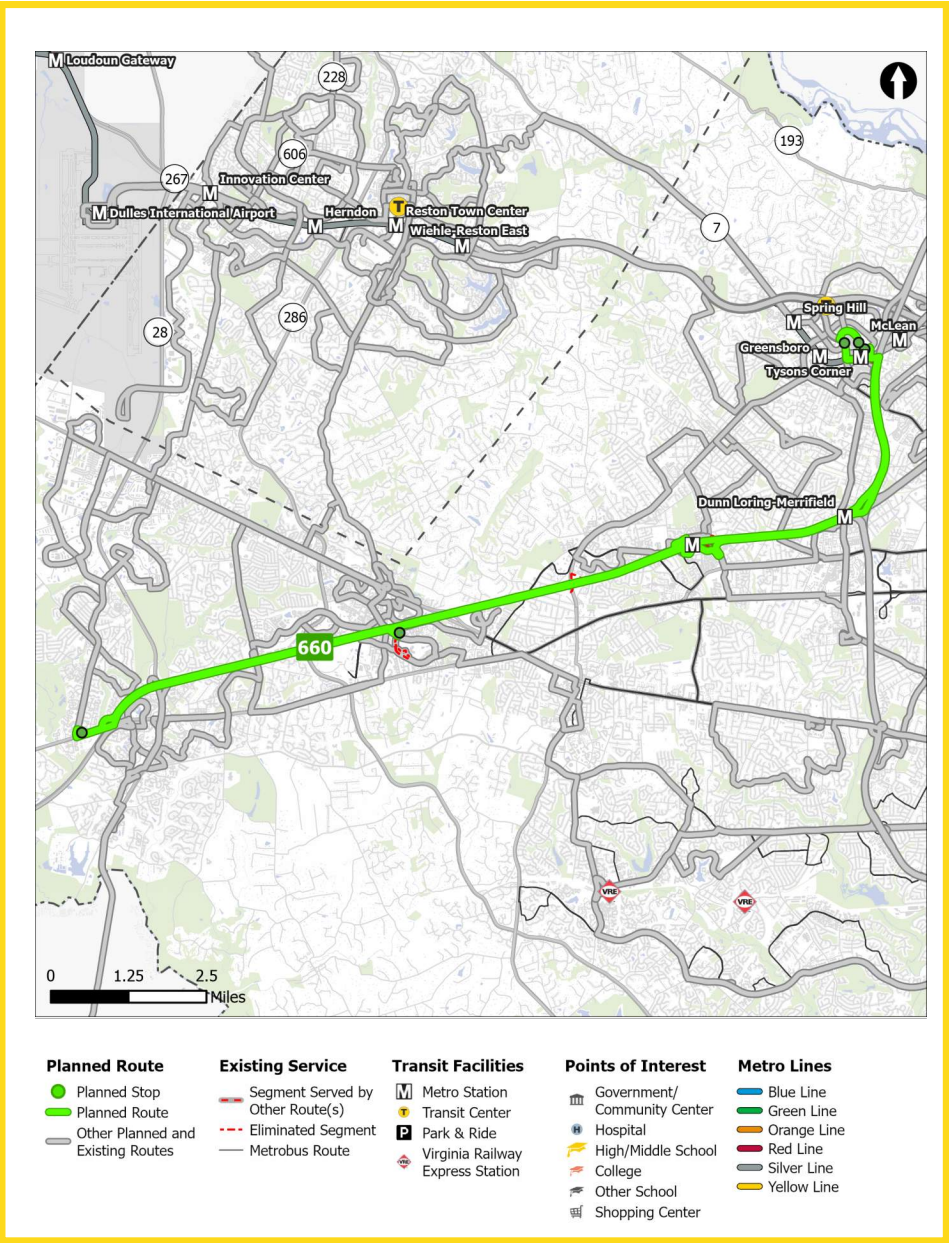 M Loudoun Gateway
228
193
606
267
M
Innovation Center
M Dulles International Airport
Herndon
M
T
Reston Town Center
M
Wiehle-Reston East
M
7
286
28
T
Spring Hill
M
McLean
M
Greensboro
M
Tysons Corner
M
Dunn Loring-Merrifield
M
M
660
VRE
VRE
0 1.25 2.5
Miles
Planned Route
Planned Stop
Planned Route
Other Planned and
Existing Routes
Existing Service
Segment Served by
Other Route(s)
Eliminated Segment
Metrobus Route
Transit Facilities
M Metro Station
T Transit Center
P Park & Ride
VRE Virginia Railway
Express Station
Points of Interest
Government/
Community Center
H Hospital
High/Middle School
College
Other School
Shopping Center
Metro Lines
Blue Line
Green Line
Orange Line
Red Line
Silver Line
Yellow Line